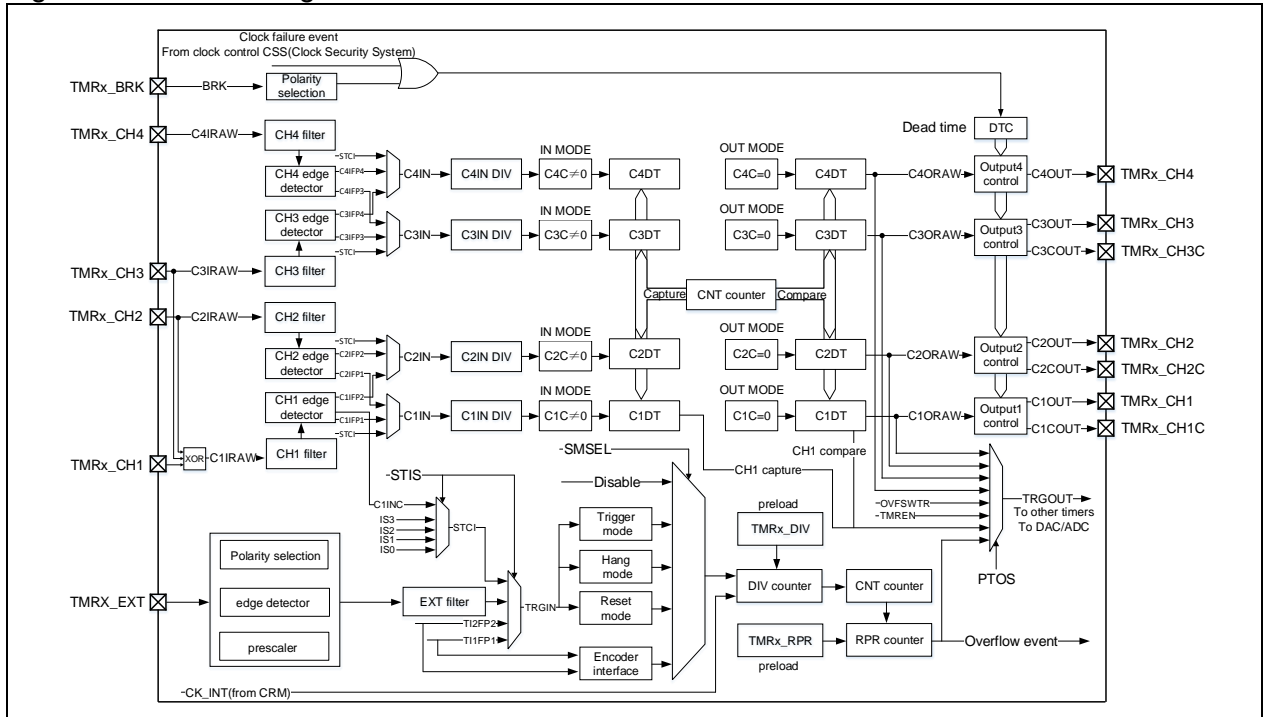 Clock failure event
From clock control CSS(Clock Security System)
TMRx_BRK
BRK
Polarity
selection
Dead time
DTC
TMRx_CH4
C4IRAW
CH4 filter
STCI
C4IFP4
C4IFP3
CH4 edge
detector
C4IN
C4IN DIV
IN MODE
C4C≠0
C4DT
OUT MODE
C4C=0
C4DT
C4ORAW
Output4
control
C4OUT
TMRx_CH4
CH3 edge
detector
C3IFP4
C3IFP3
STCI
C3IN
C3IN DIV
IN MODE
C3C≠0
C3DT
OUT MODE
C3C=0
C3DT
C3ORAW
Output3
control
C3OUT
TMRx_CH3
C3COUT
TMRx_CH3C
TMRx_CH3
C3IRAW
CH3 filter
Capture
CNT counter
Compare
TMRx_CH2
C2IRAW
CH2 filter
STCI
C2IFP2
C2IFP1
CH2 edge
detector
C2IN
C2IN DIV
IN MODE
C2C≠0
C2DT
OUT MODE
C2C=0
C2DT
C2ORAW
Output2
control
C2OUT
TMRx_CH2
C2COUT
TMRx_CH2C
CH1 edge
detector
C1IFP2
C1IFP1
STCI
C1IN
C1IN DIV
IN MODE
C1C≠0
C1DT
OUT MODE
C1C=0
C1DT
C1ORAW
Output1
control
C1OUT
TMRx_CH1
C1COUT
TMRx_CH1C
TMRx_CH1
XOR
C1IRAW
CH1 filter
CH1 compare
CH1 capture
SMSEL
STIS
Disable
C1INC
IS3
IS2
IS1
IS0
STCI
Trigger
mode
Hang
mode
Reset
mode
Encoder
interface
preload
TMRx_DIV
OVFSWTR
TMREN
TRGOUT
To other timers
To DAC/ADC
PTOS
Polarity selection
edge detector
prescaler
TMRX_EXT
EXT filter
TRGIN
TI2FP2
TI1FP1
DIV counter
CNT counter
TMRx_RPR
preload
RPR counter
Overflow event
CK_INT(from CRM)